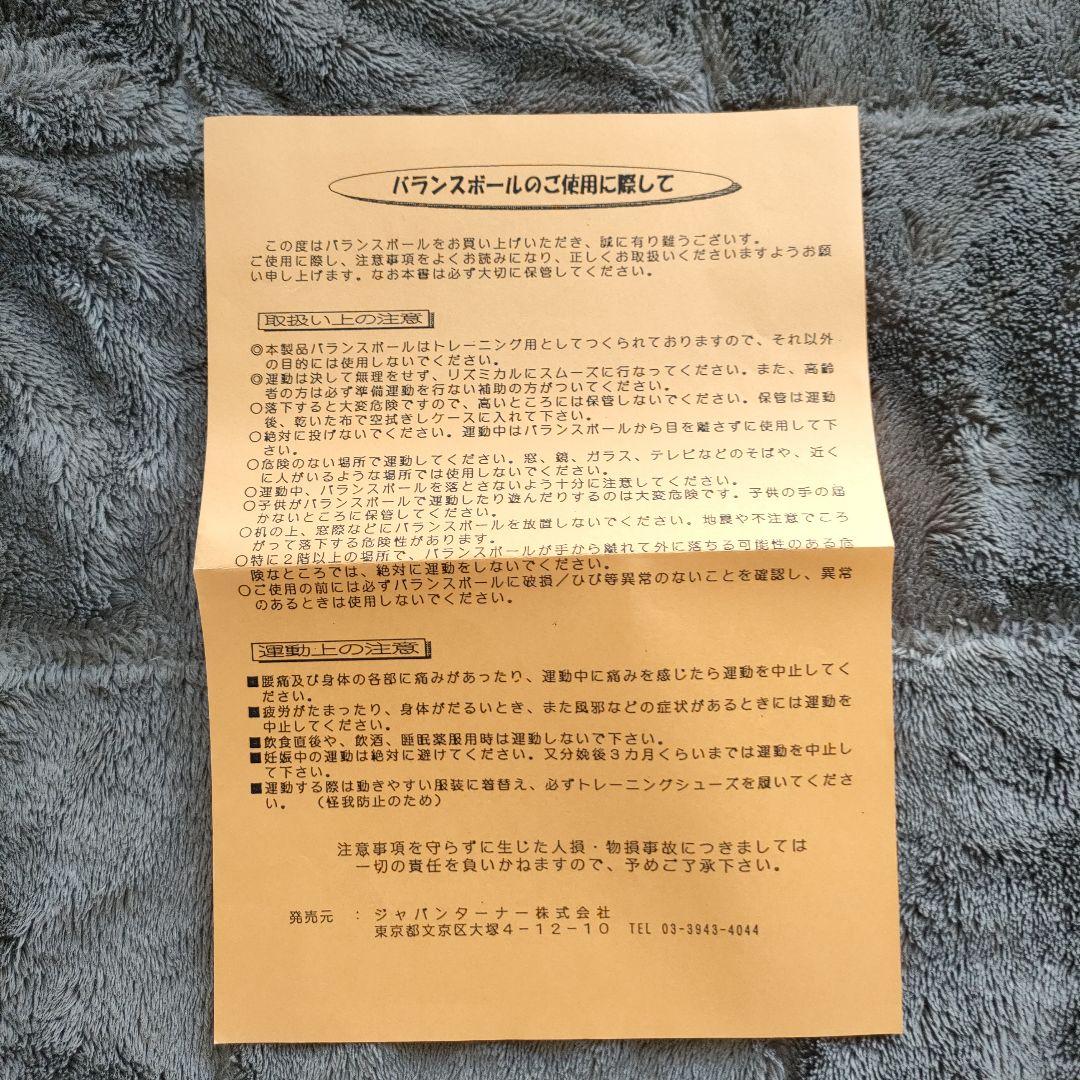 バランスボールのご使用に際して
この度はバランスボールをお買い上げいただき、誠に有り難うございす。
ご使用に際し、注意事項をよくお読みになり、正しくお取扱いくださいますようお願
い申し上げます。なお本書は必ず大切に保管してください。
取扱い上の注意
◎本製品バランスボールはトレーニング用としてつくられておりますので、それ以外
の目的には使用しないでください。
◎運動は決して無理をせず、リズミカルにスムーズに行なってください。また、高齢
者の方は必ず準備運動を行ない補助の方がついてください。
○落下すると大変危険ですので、高いところには保管しないでください。保管は運動
後、乾いた布で空拭きしケースに入れて下さい。
○絶対に投げないでください。運動中はバランスボールから目を離さずに使用して下
さい。
○危険のない場所で運動してください。窓、鏡、ガラス、テレビなどのそばや、近く
に人がいるような場所では使用しないでください。
○運動中、バランスボールを落とさないよう十分に注意してください。
○子供がバランスボールで運動したり遊んだりするのは大変危険です。子供の手の届
かないところに保管してください。
○机の上、窓際などにバランスボールを放置しないでください。地震や不注意でころ
がって落下する危険性があります。
○特に2階以上の場所で、バランスボールが手から離れて外に落ちる可能性のある危
険なところでは、絶対に運動をしないでください。
○ご使用の前には必ずバランスボールに破損/ひび等異常のないことを確認し、異常
のあるときは使用しないでください。
運動上の注意
■腰痛及び身体の各部に痛みがあったり、運動中に痛みを感じたら運動を中止してく
ださい。
■疲労がたまったり、身体がだるいとき、また風邪などの症状があるときには運動を
中止してください。
■飲食直後や、飲酒、睡眠薬服用時は運動しないで下さい。
■妊娠中の運動は絶対に避けてください。又分娩後3カ月くらいまでは運動を中止し
て下さい。
■運動する際は動きやすい服装に着替え、必ずトレーニングシューズを履いてくださ
い。 (怪我防止のため)
注意事項を守らずに生じた人損・物損事故につきましては
一切の責任を負いかねますので、予めご了承下さい。
発売元 : ジャパンターナー株式会社
東京都文京区大塚4-12-10 TEL 03-3943-4044